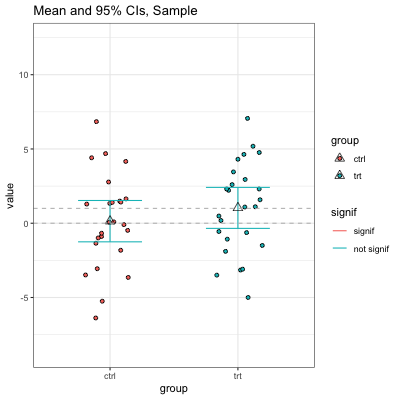 Mean and 95% CIs, Sample
10
5
0
-5
value
ctrl
trt
group
group
ctrl
trt
signif
signif
not signif